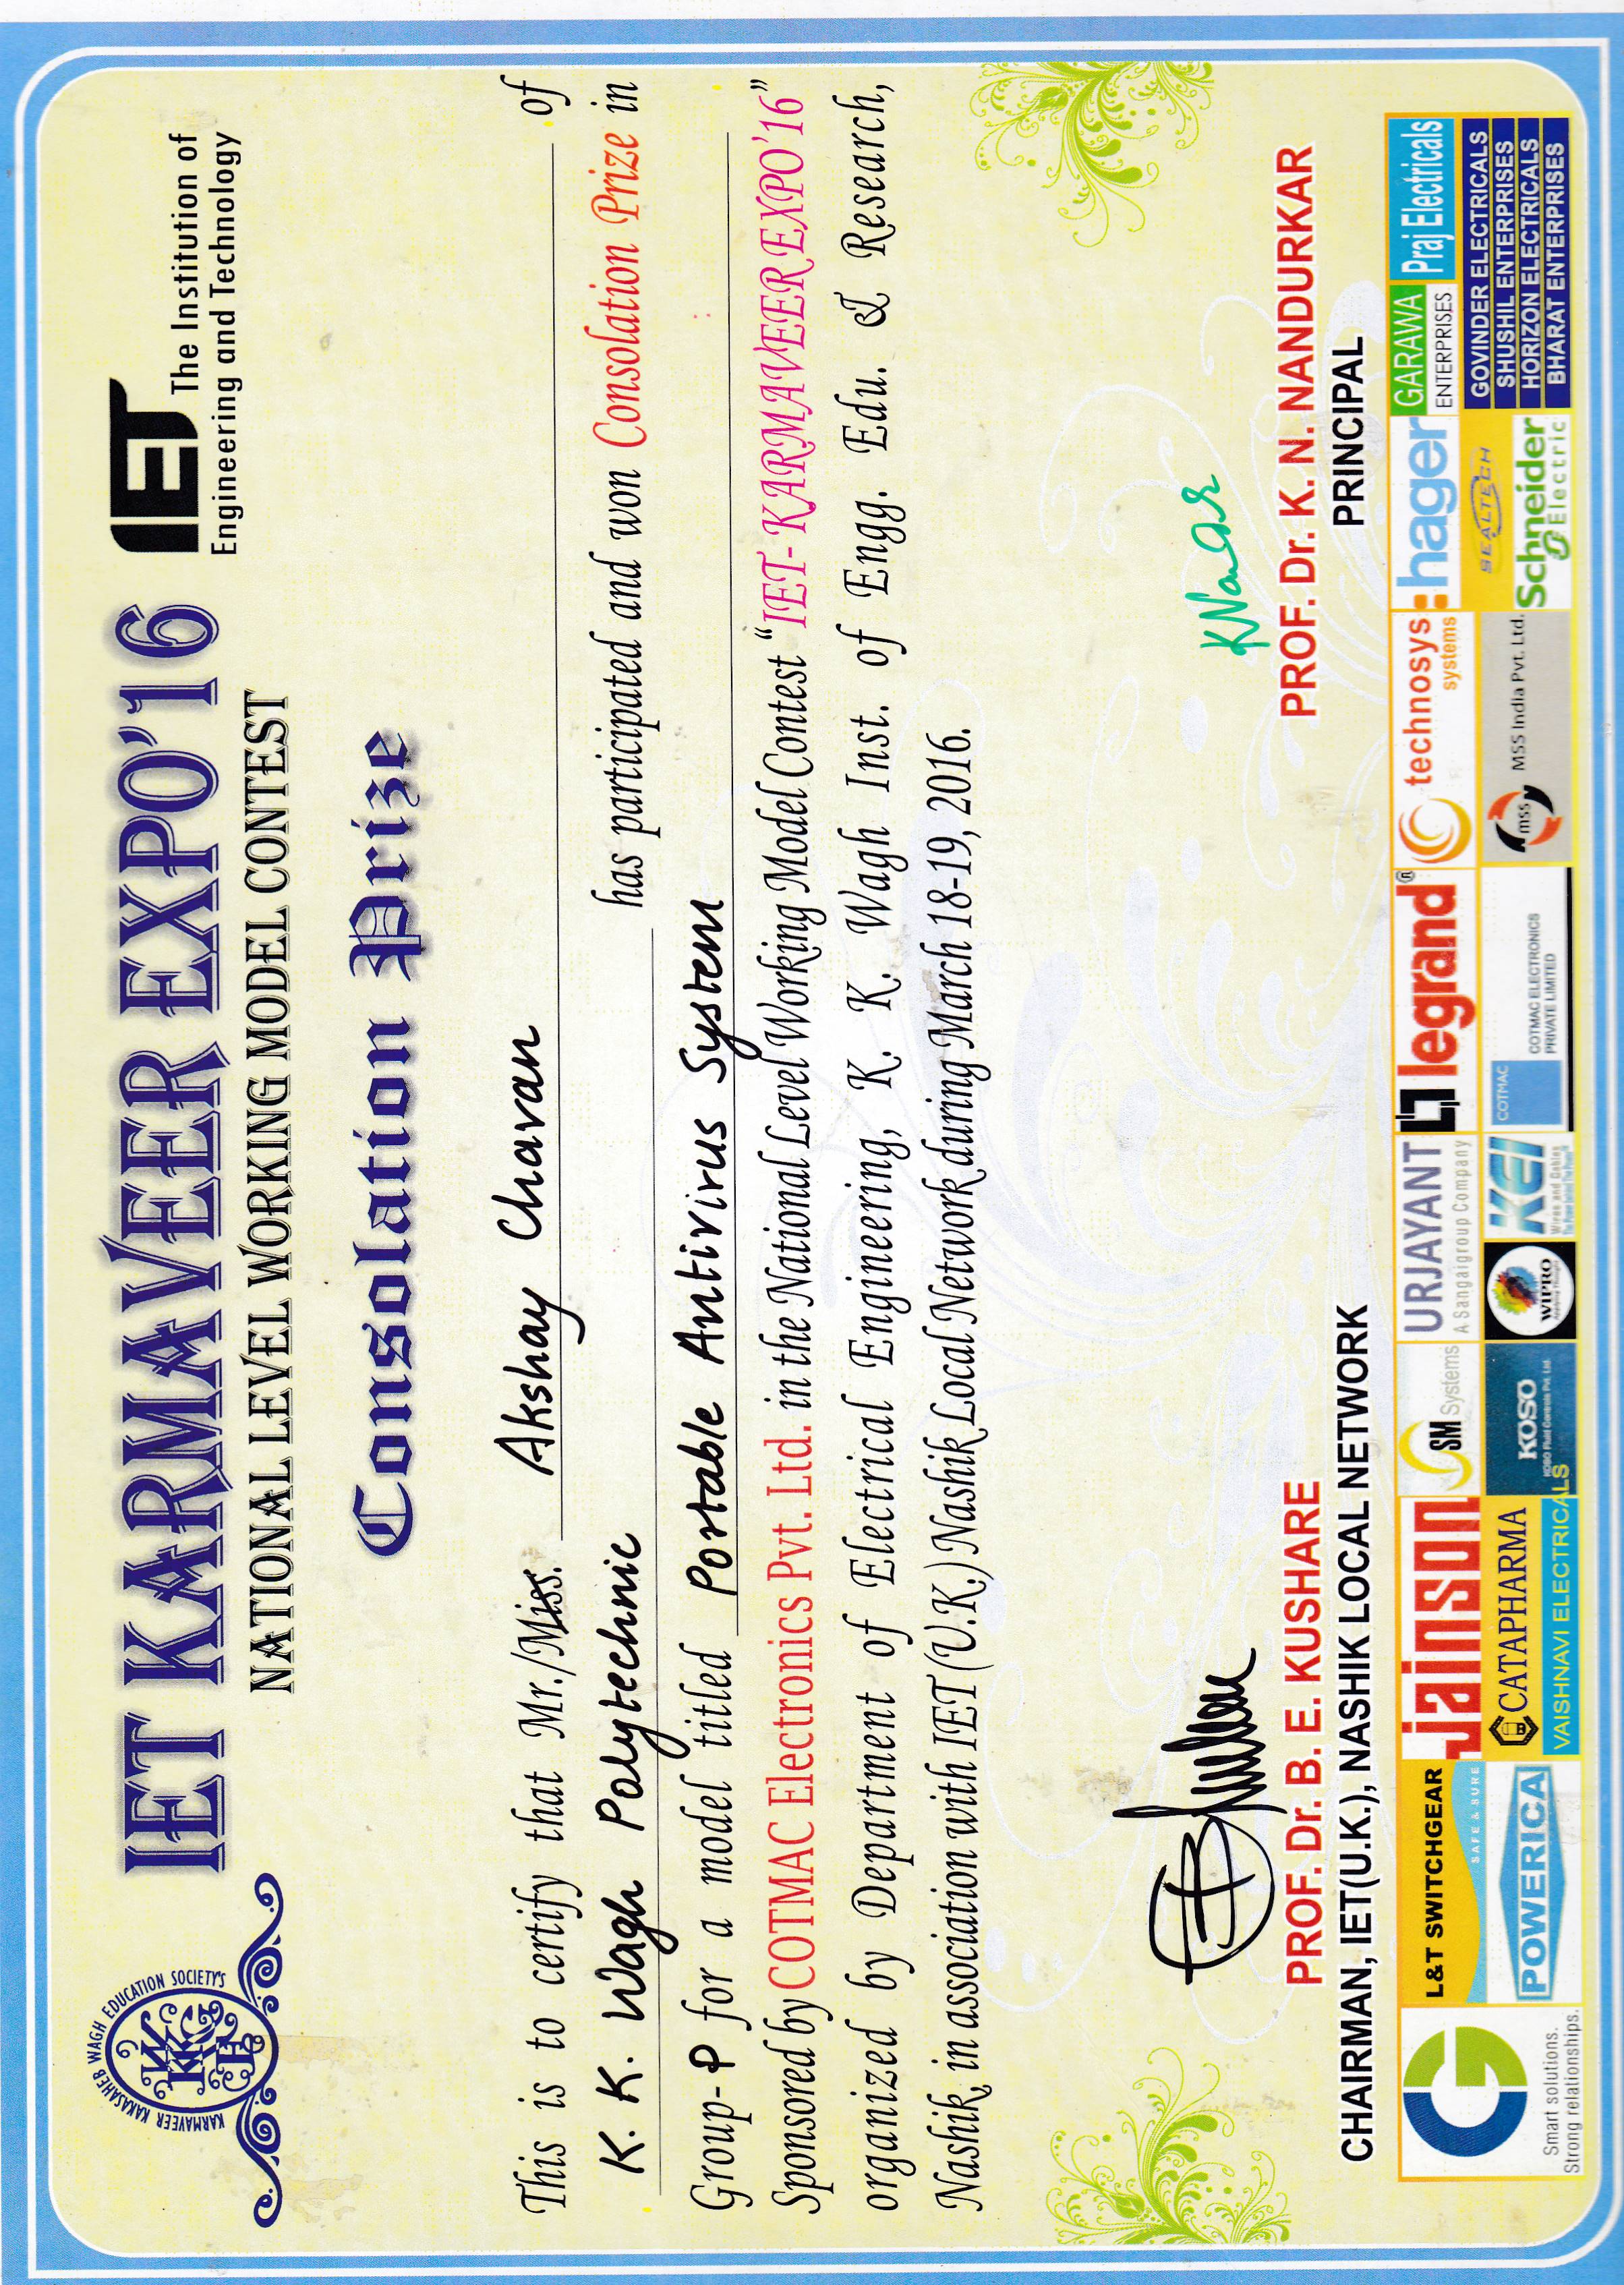 KARMAVEER KAKASAHEB WAGH EDUCATION SOCIETY'S
IET KARMAVEER EXPO'16
NATIONAL LEVEL WORKING MODEL CONTEST
IET The Institution of
Engineering and Technology
Consolation Prize
This is to certify that Mr./Miss. Akshay Chavan of
K. K. Wagh Polytechnic has participated and won Consolation Prize in
Group-P for a model titled Portable Antivirus System
Sponsored by COTMAC Electronics Pvt. Ltd. in the National Level Working Model Contest "IET-KARMAVEER EXPO'16"
organized by Department of Electrical Engineering, K. K. Wagh Inst. of Engg. Edu. & Research,
Nashik in association with IET (U.K.) Nashik Local Network during March 18-19, 2016.
PROF. Dr. B. E. KUSHARE
CHAIRMAN, IET(U.K.), NASHIK LOCAL NETWORK
PROF. Dr. K. N. NANDURKAR
PRINCIPAL
CG
Smart solutions.
Strong relationships.
L&T SWITCHGEAR
SAFE & SURE
POWERICA
jainson
CATAPHARMA
VAISHNAVI ELECTRICALS
SM Systems
KOSO
KOSO Fluid Controls Pvt. Ltd.
URJAYANT
A Sangaigroup Company
WIPRO
Applying Thought
KEI
Wires and Cables
legrand®
COTMAC
COTMAC ELECTRONICS
PRIVATE LIMITED
technosys
systems
mss
MSS India Pvt. Ltd.
:hager
SEALTECH
Schneider
Electric
GARAWA
ENTERPRISES
Praj Electricals
GOVINDER ELECTRICALS
SHUSHIL ENTERPRISES
HORIZON ELECTRICALS
BHARAT ENTERPRISES